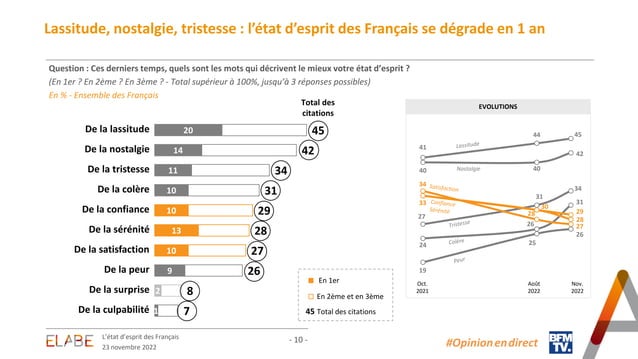 Lassitude, nostalgie, tristesse : l'état d'esprit des Français se dégrade en 1 an
Question : Ces derniers temps, quels sont les mots qui décrivent le mieux votre état d'esprit ?
(En 1er ? En 2ème ? En 3ème ? - Total supérieur à 100%, jusqu'à 3 réponses possibles)
En % - Ensemble des Français
Total des
citations
De la lassitude 20 45
De la nostalgie 14 42
De la tristesse 11 34
De la colère 10 31
De la confiance 10 29
De la sérénité 13 28
De la satisfaction 10 27
De la peur 9 26
De la surprise 2 8
De la culpabilité 1 7
En 1er
En 2ème et en 3ème
45 Total des citations
EVOLUTIONS
41 Lassitude 44 45
40 Nostalgie 40 42
34 Satisfaction
33 Confiance
Sérénité
27 Tristesse
24 Colère
19 Peur
31 30
28
26
25
34
31
29
28
27
26
Oct.
2021
Août
2022
Nov.
2022
ELABE
L'état d'esprit des Français
23 novembre 2022
- 10 -
#Opinionendirect
BFM
TV.